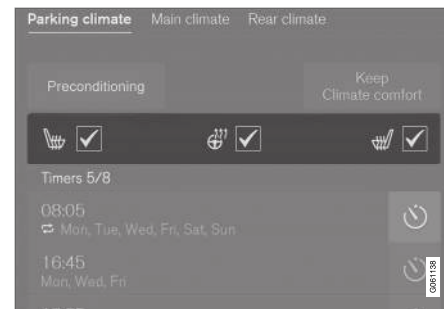 Parking climate Main climate Rear climate
Preconditioning
Keep
Climate comfort
Timers 5/8
08:05
Mon, Tue, Wed, Fri, Sat, Sun
16:45
Mon, Wed, Fri
G061138